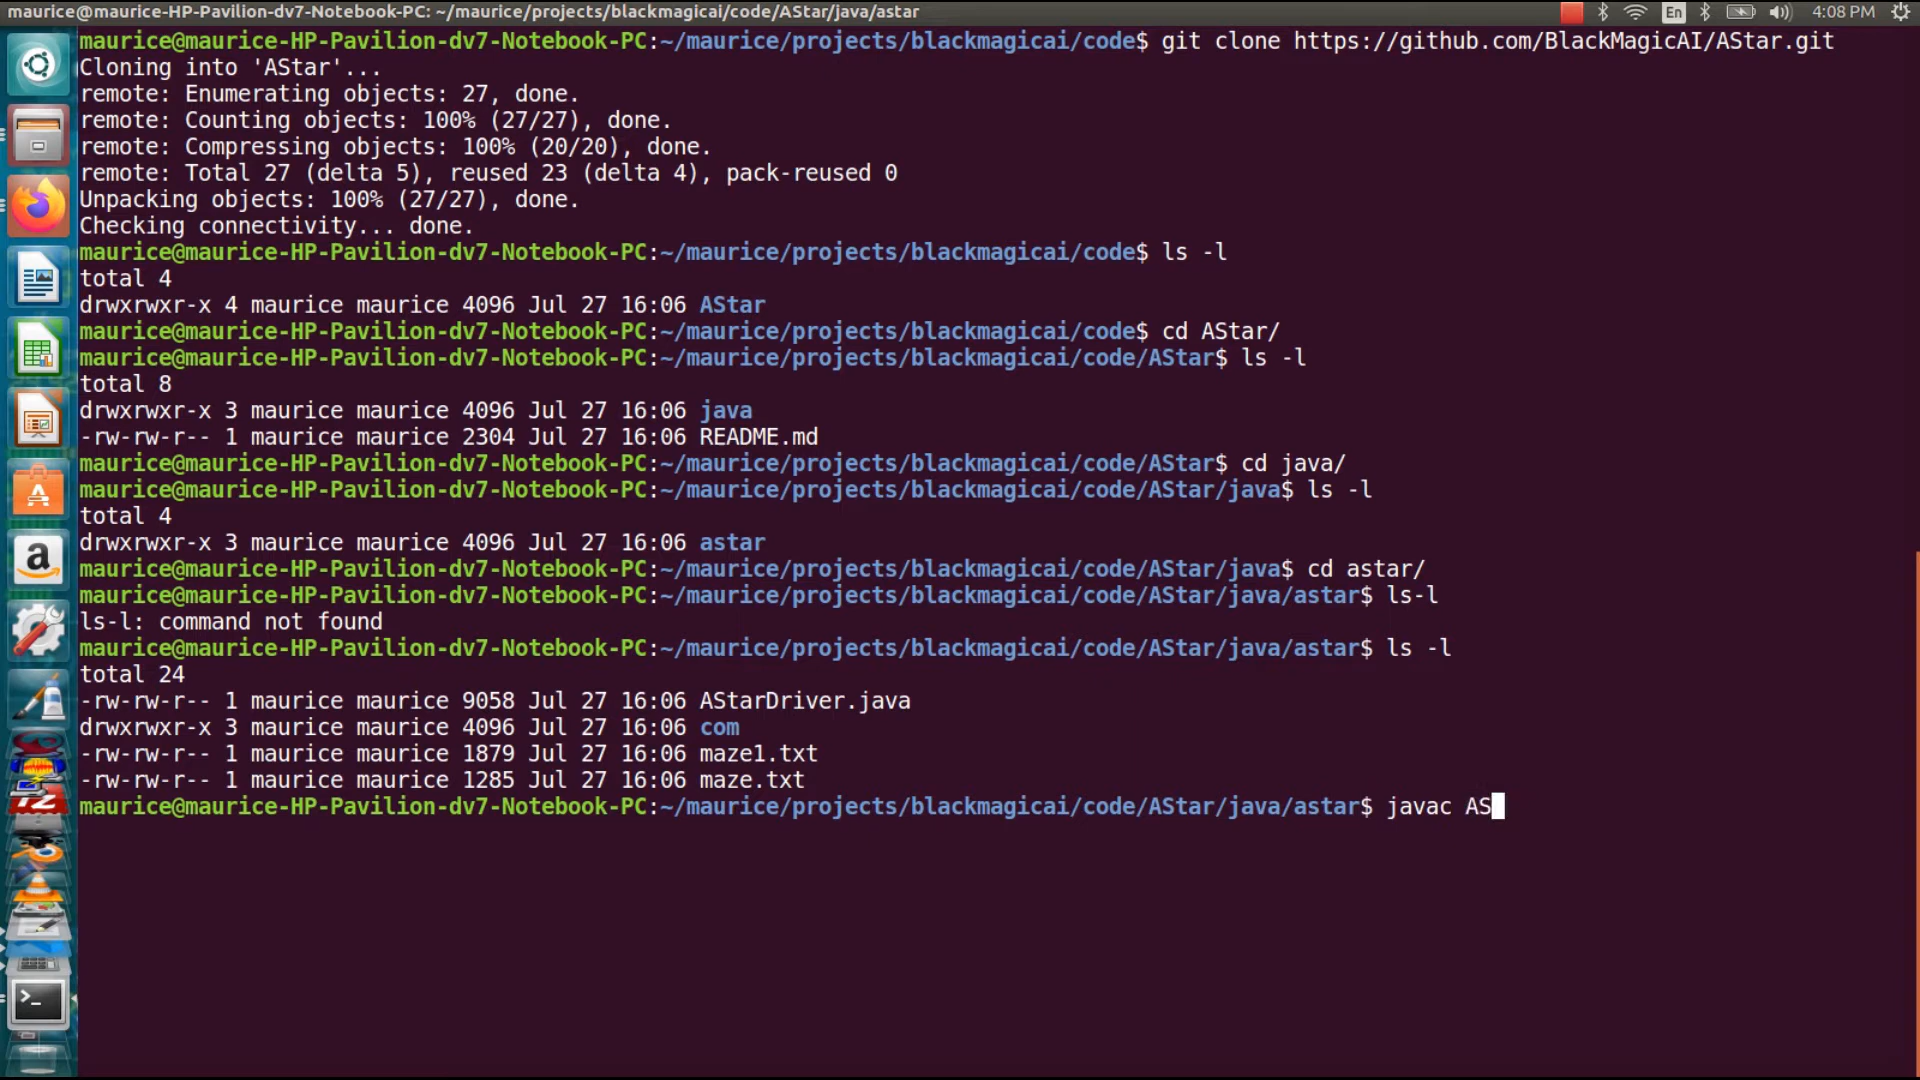 maurice@maurice-HP-Pavilion-dv7-Notebook-PC: ~/maurice/projects/blackmagicai/code/AStar/java/astar
En
4:08 PM
maurice@maurice-HP-Pavilion-dv7-Notebook-PC:~/maurice/projects/blackmagicai/code$ git clone https://github.com/BlackMagicAI/AStar.git
Cloning into 'AStar'...
remote: Enumerating objects: 27, done.
remote: Counting objects: 100% (27/27), done.
remote: Compressing objects: 100% (20/20), done.
remote: Total 27 (delta 5), reused 23 (delta 4), pack-reused 0
Unpacking objects: 100% (27/27), done.
Checking connectivity... done.
maurice@maurice-HP-Pavilion-dv7-Notebook-PC:~/maurice/projects/blackmagicai/code$ ls -l
total 4
drwxrwxr-x 4 maurice maurice 4096 Jul 27 16:06 AStar
maurice@maurice-HP-Pavilion-dv7-Notebook-PC:~/maurice/projects/blackmagicai/code$ cd AStar/
maurice@maurice-HP-Pavilion-dv7-Notebook-PC:~/maurice/projects/blackmagicai/code/AStar$ ls -l
total 8
drwxrwxr-x 3 maurice maurice 4096 Jul 27 16:06 java
-rw-rw-r-- 1 maurice maurice 2304 Jul 27 16:06 README.md
maurice@maurice-HP-Pavilion-dv7-Notebook-PC:~/maurice/projects/blackmagicai/code/AStar$ cd java/
maurice@maurice-HP-Pavilion-dv7-Notebook-PC:~/maurice/projects/blackmagicai/code/AStar/java$ ls -l
total 4
drwxrwxr-x 3 maurice maurice 4096 Jul 27 16:06 astar
maurice@maurice-HP-Pavilion-dv7-Notebook-PC:~/maurice/projects/blackmagicai/code/AStar/java$ cd astar/
maurice@maurice-HP-Pavilion-dv7-Notebook-PC:~/maurice/projects/blackmagicai/code/AStar/java/astar$ ls-l
ls-l: command not found
maurice@maurice-HP-Pavilion-dv7-Notebook-PC:~/maurice/projects/blackmagicai/code/AStar/java/astar$ ls -l
total 24
-rw-rw-r-- 1 maurice maurice 9058 Jul 27 16:06 AStarDriver.java
drwxrwxr-x 3 maurice maurice 4096 Jul 27 16:06 com
-rw-rw-r-- 1 maurice maurice 1879 Jul 27 16:06 maze1.txt
-rw-rw-r-- 1 maurice maurice 1285 Jul 27 16:06 maze.txt
maurice@maurice-HP-Pavilion-dv7-Notebook-PC:~/maurice/projects/blackmagicai/code/AStar/java/astar$ javac AS